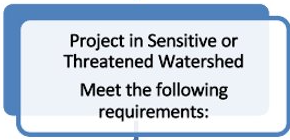 Project in Sensitive or
Threatened Watershed
Meet the following
requirements: